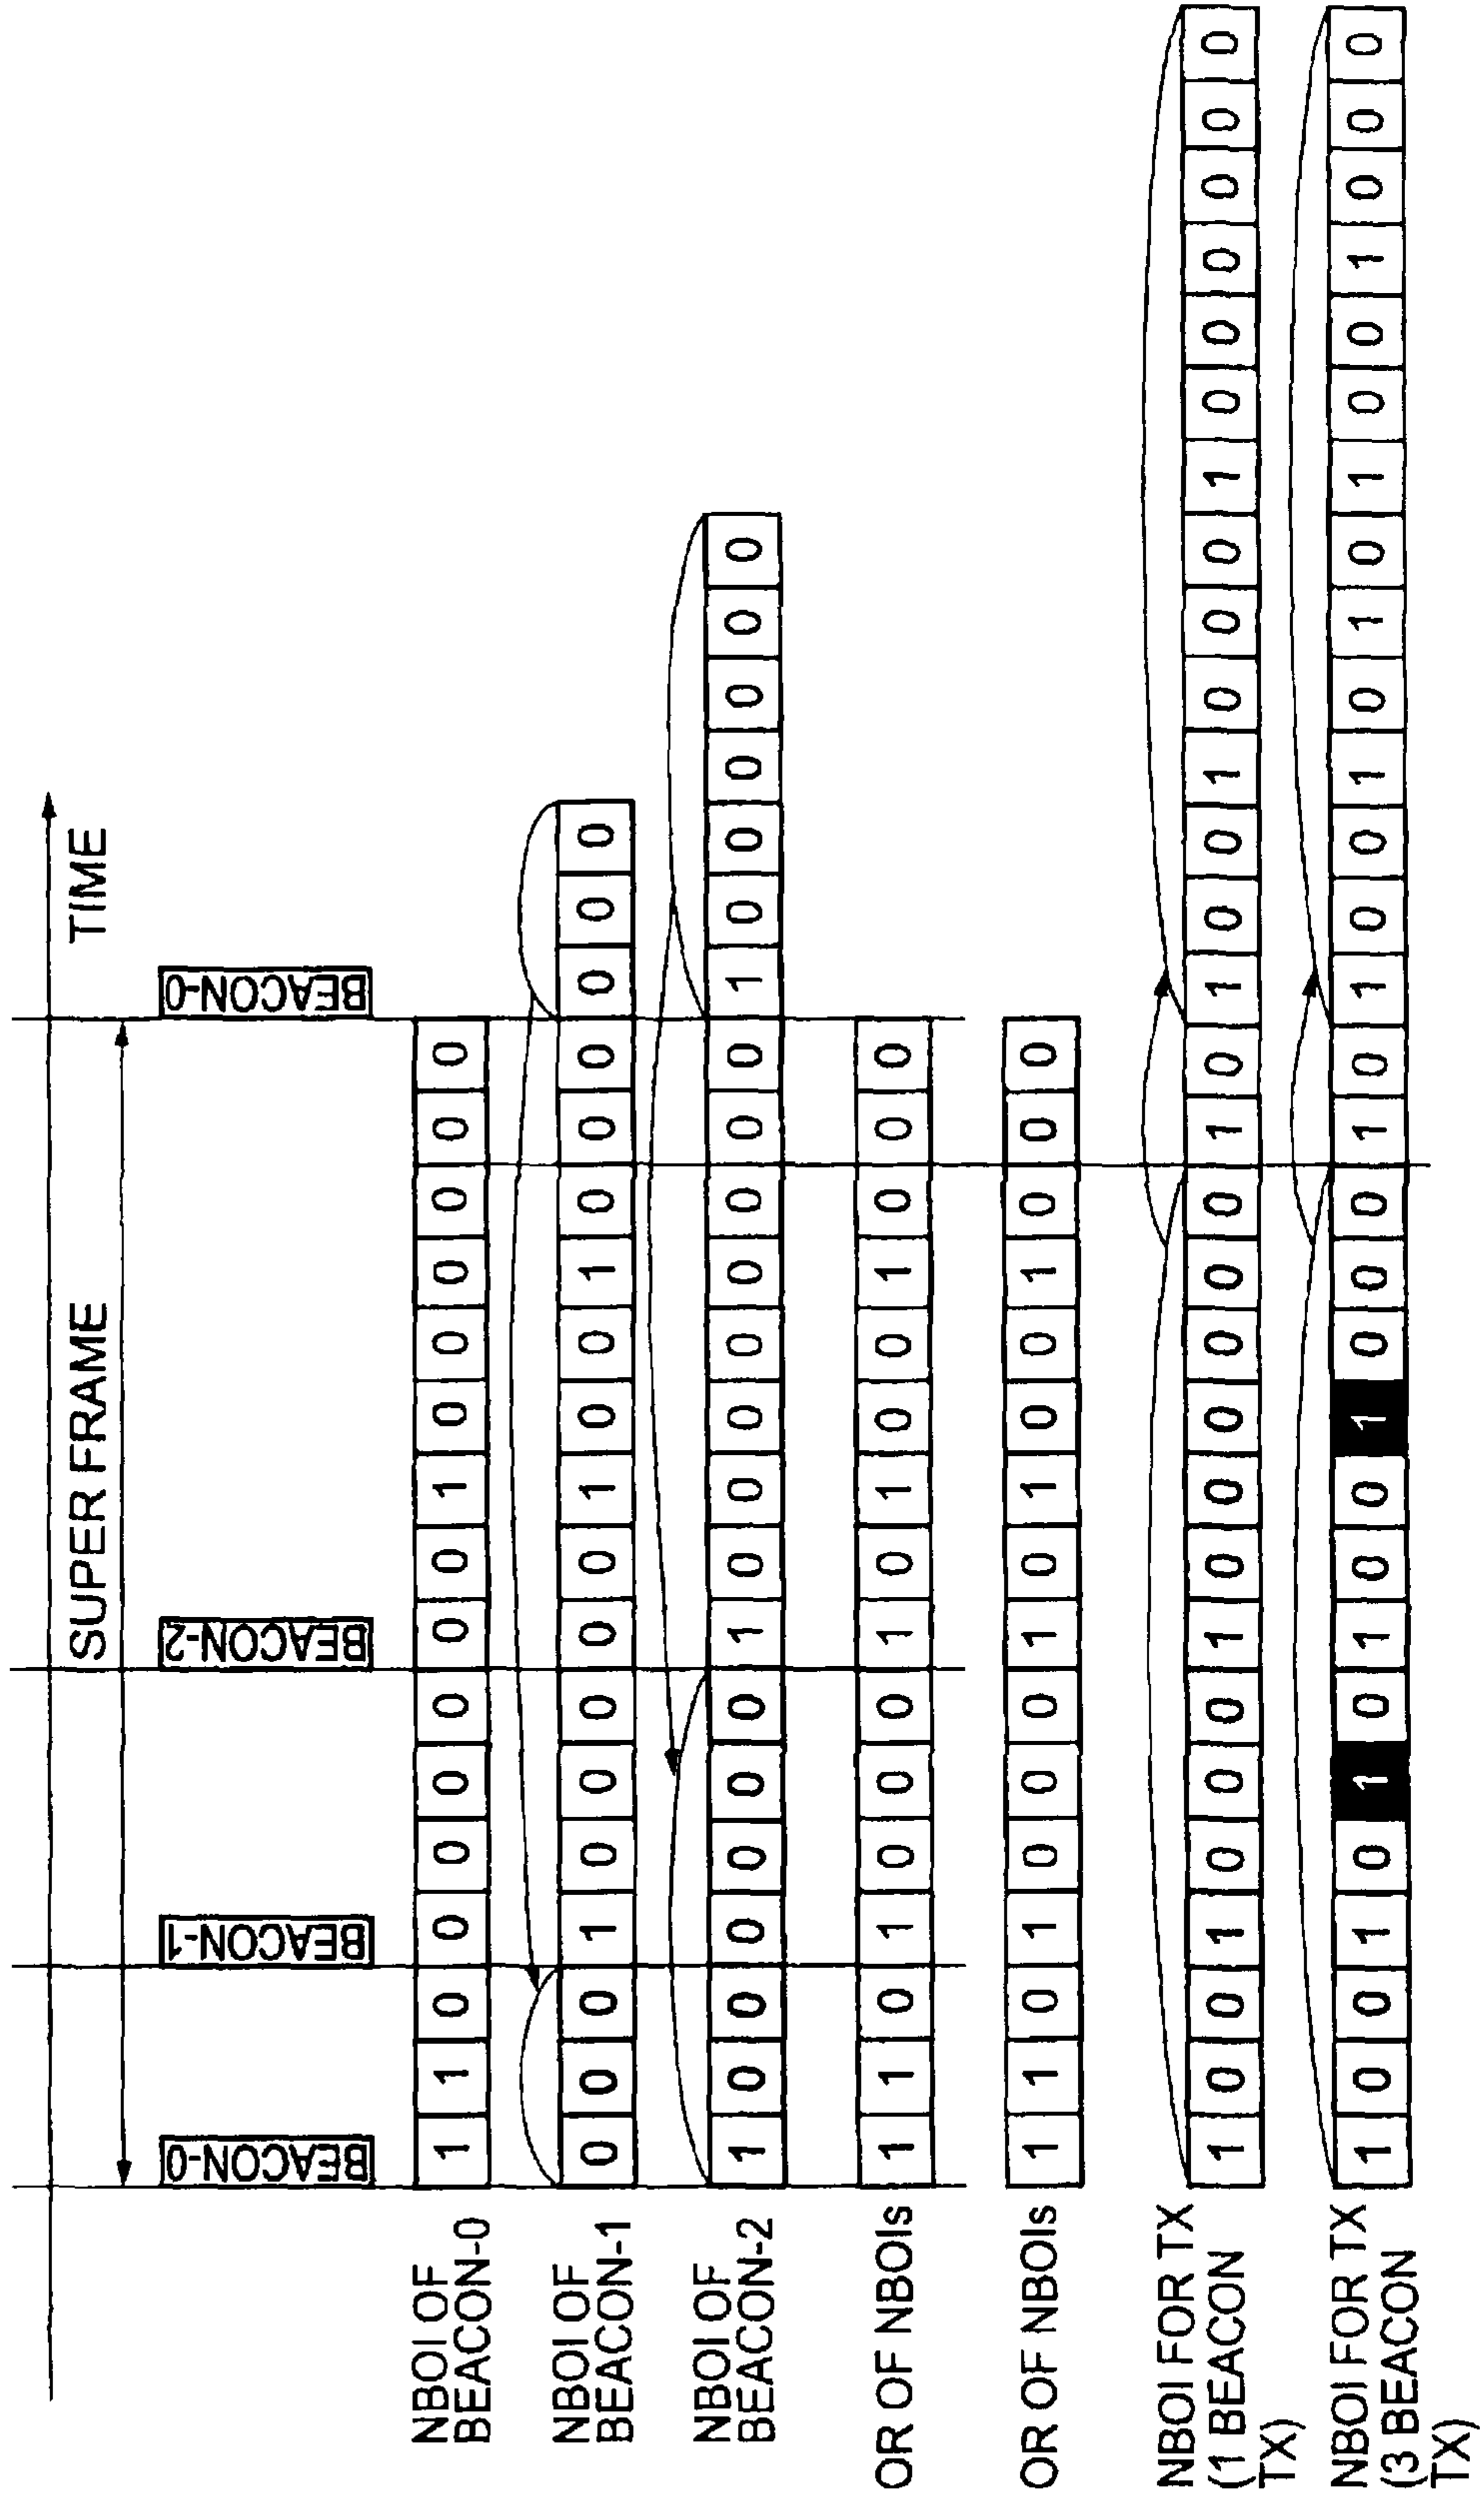 TIME
SUPER FRAME
BEACON-0
BEACON-1
BEACON-2
BEACON-0
NBOI OF
BEACON-0
1 1 0 0 0 0 0 0 0 1 0 0 0 0 0 0
NBOI OF
BEACON-1
0 0 0 1 0 0 0 0 0 1 0 0 1 0 0 0 0 0 0
NBOI OF
BEACON-2
1 0 0 0 0 0 0 1 0 0 0 0 0 0 0 0 1 0 0 0 0 0 0
OR OF NBOIs
1 1 0 1 0 0 0 1 0 1 0 0 1 0 0 0
OR OF NBOIs
1 1 0 1 0 0 0 1 0 1 0 0 1 0 0 0
NBOI FOR TX
(1 BEACON
TX)
1 0 0 1 0 0 0 1 0 0 0 0 0 0 1 0 1 0 0 1 0 0 0 1 0 0 0 0 0 0
NBOI FOR TX
(3 BEACON
TX)
1 0 0 1 0 1 0 1 0 0 1 0 0 0 1 0 1 0 0 1 0 1 0 1 0 0 1 0 0 0